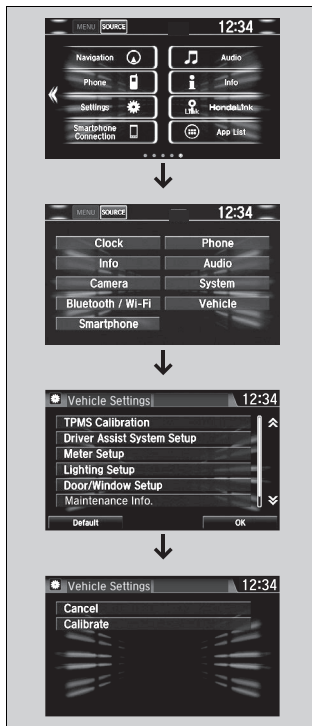 MENU SOURCE 12:34
Navigation Audio
Phone Info
Settings Link HondaLink
Smartphone
Connection App List
MENU SOURCE 12:34
Clock Phone
Info Audio
Camera System
Bluetooth / Wi-Fi Vehicle
Smartphone
Vehicle Settings 12:34
TPMS Calibration
Driver Assist System Setup
Meter Setup
Lighting Setup
Door/Window Setup
Maintenance Info.
Default OK
Vehicle Settings 12:34
Cancel
Calibrate